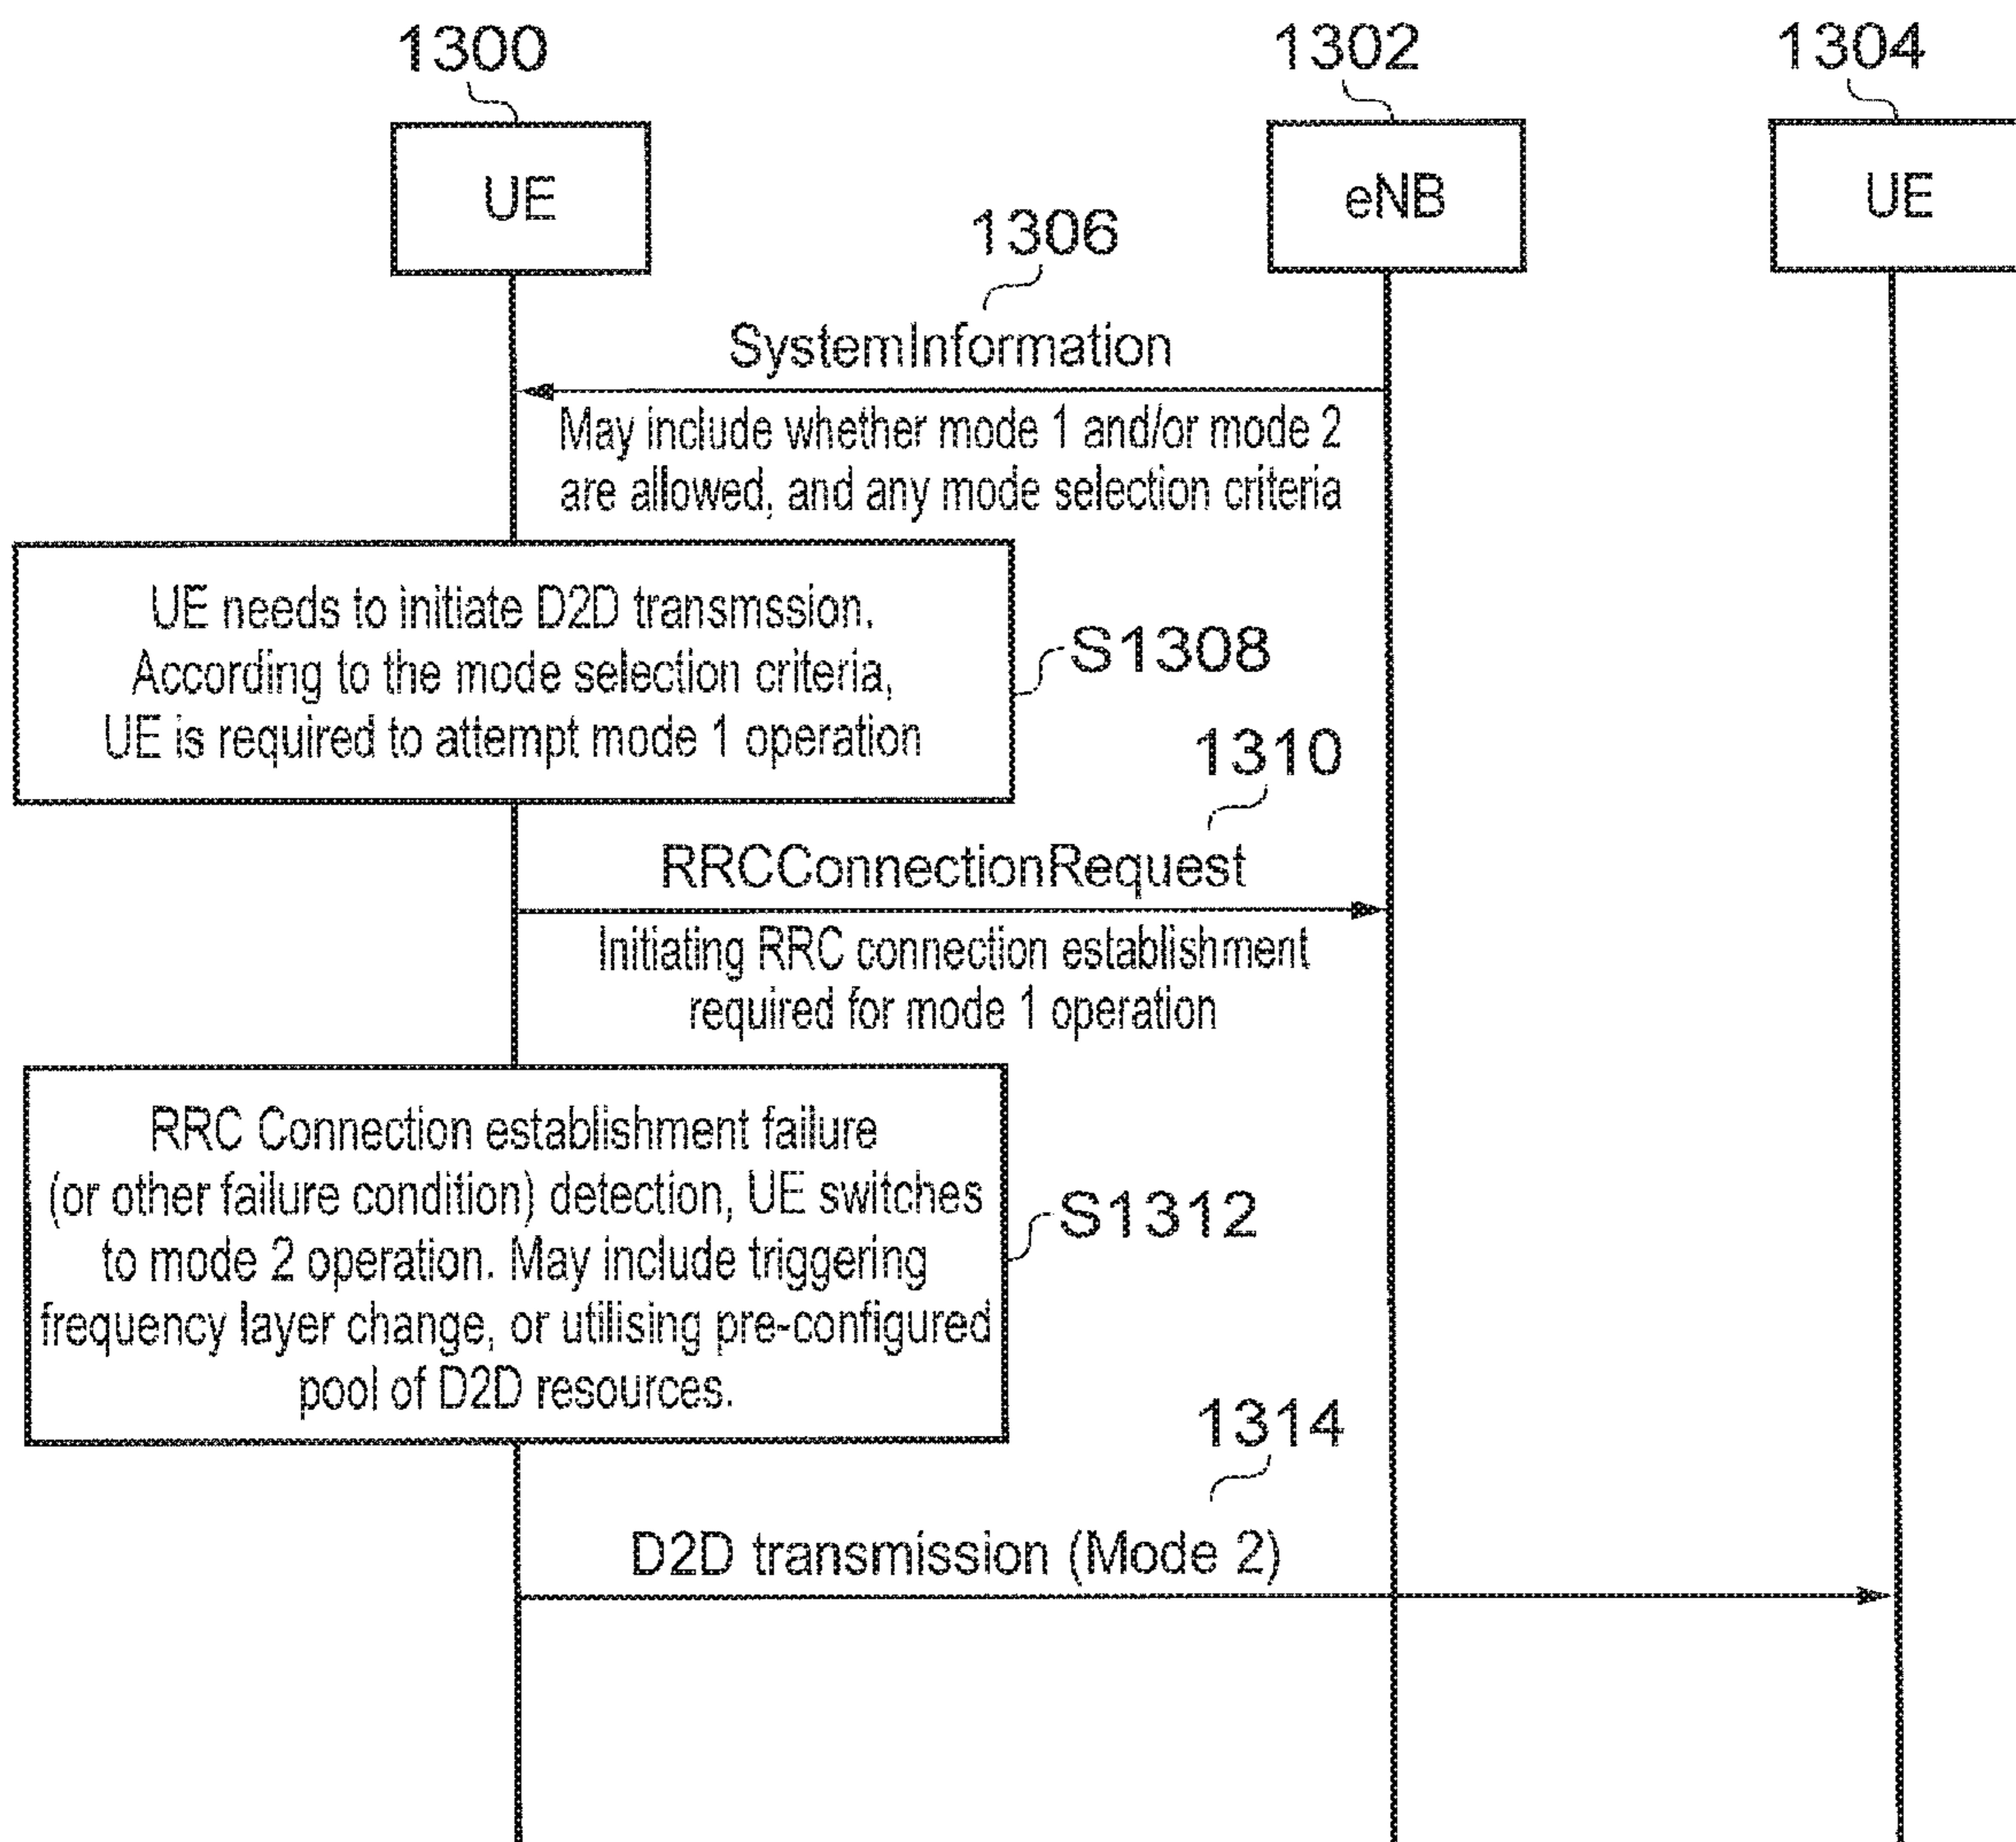 1300
1302
1304
UE
eNB
UE
1306
SystemInformation
May include whether mode 1 and/or mode 2
are allowed, and any mode selection criteria
UE needs to initiate D2D transmssion.
According to the mode selection criteria,
UE is required to attempt mode 1 operation
S1308
1310
RRCConnectionRequest
Initiating RRC connection establishment
required for mode 1 operation
RRC Connection establishment failure
(or other failure condition) detection, UE switches
to mode 2 operation. May include triggering
frequency layer change, or utilising pre-configured
pool of D2D resources.
S1312
1314
D2D transmission (Mode 2)